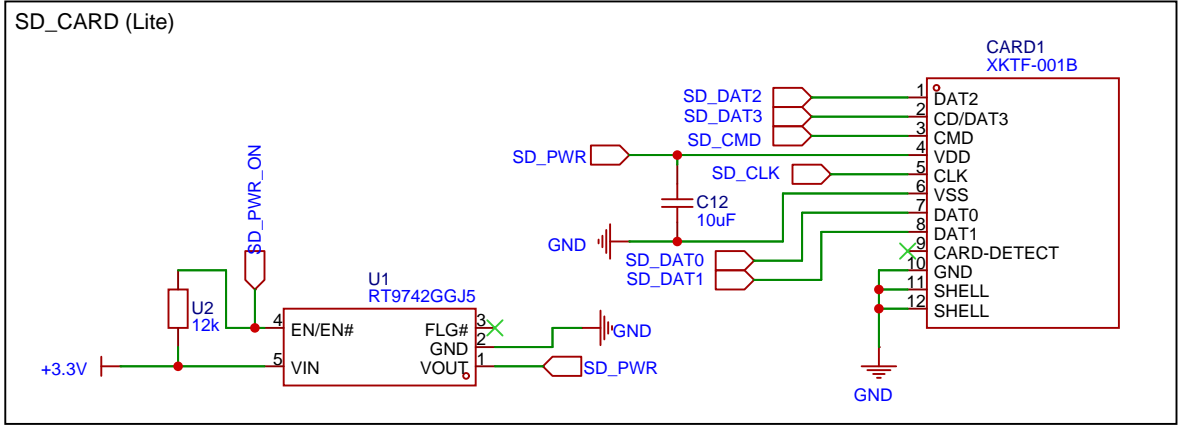 SD_CARD (Lite)
CARD1
XKTF-001B
SD_DAT2
1
DAT2
SD_DAT3
2
CD/DAT3
SD_CMD
3
CMD
SD_PWR
4
VDD
SD_CLK
5
CLK
6
VSS
C12
10uF
7
DAT0
8
DAT1
GND
SD_DAT0
SD_DAT1
9
CARD-DETECT
10
GND
11
SHELL
12
SHELL
GND
SD_PWR_ON
U1
RT9742GGJ5
U2
12k
4
EN/EN#
FLG#
3
GND
2
GND
+3.3V
5
VIN
VOUT
1
SD_PWR